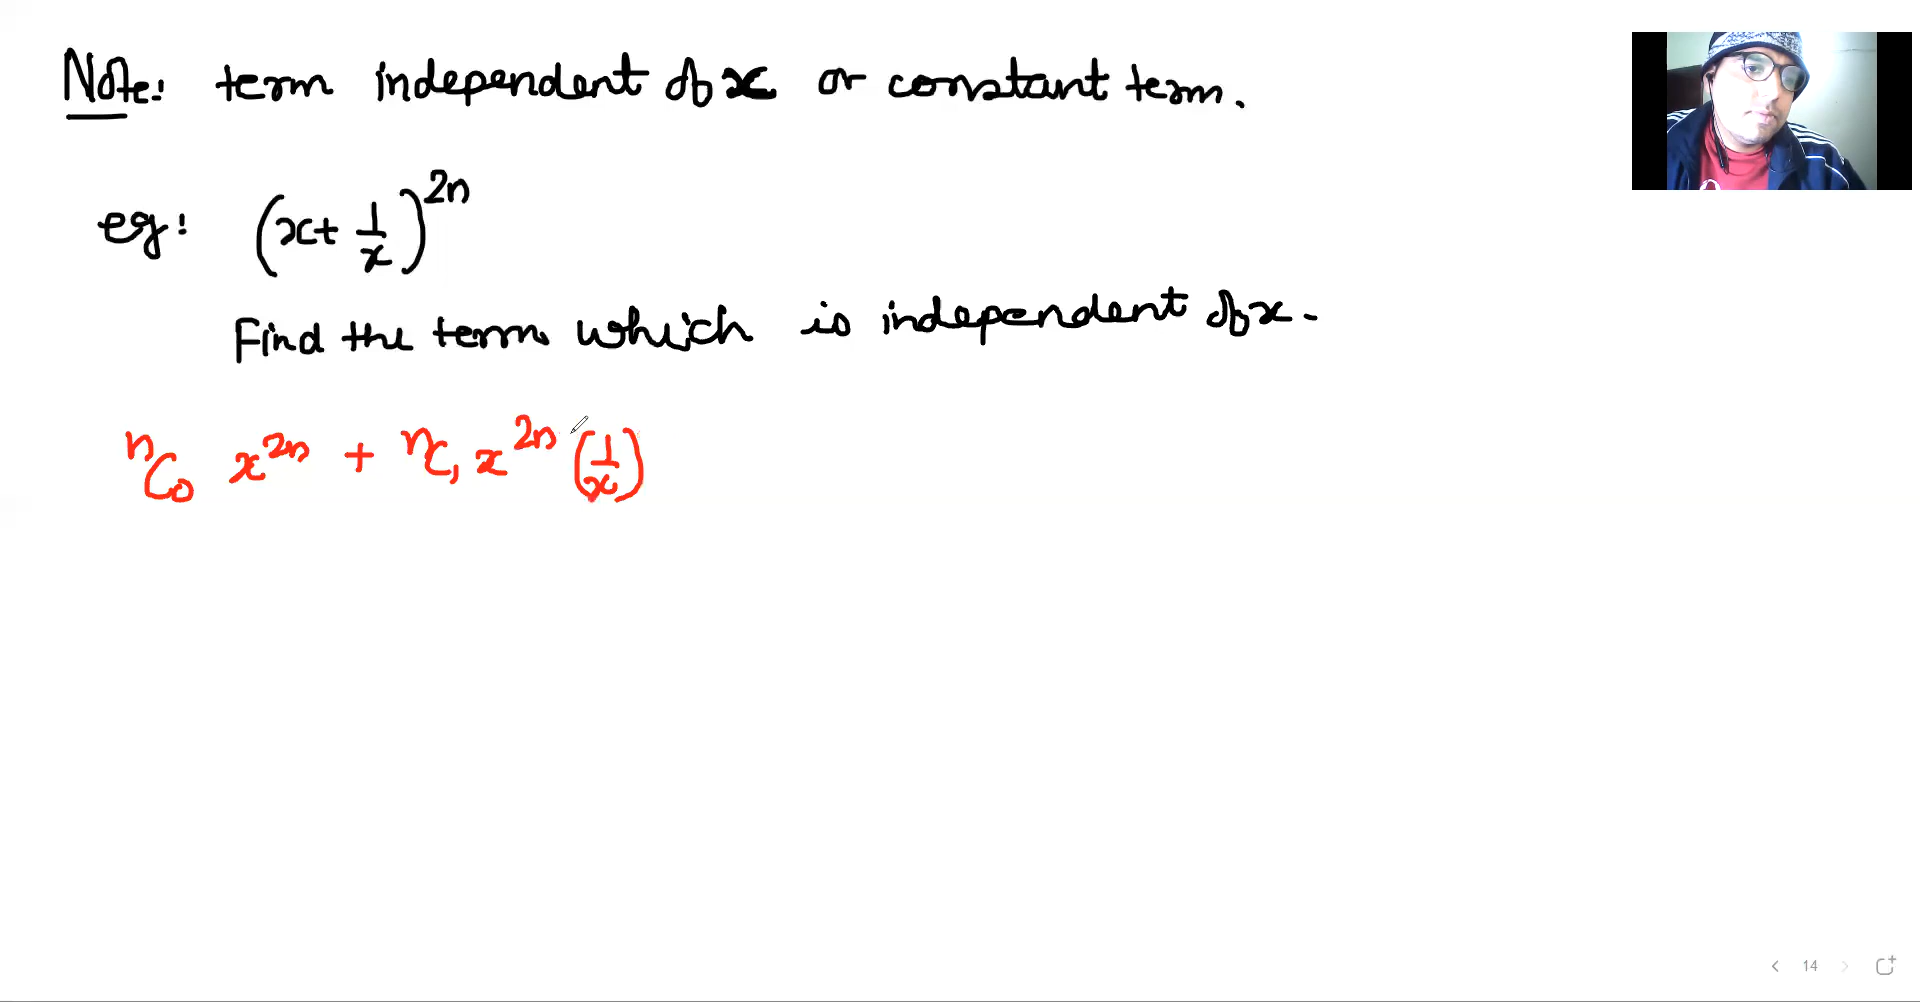 Note: term independent of x or constant term.
eg: (x + 1/x)^2n
Find the term which is independent of x.
ⁿC₀ x^2n + ⁿC₁ x^2n (1/x)
14